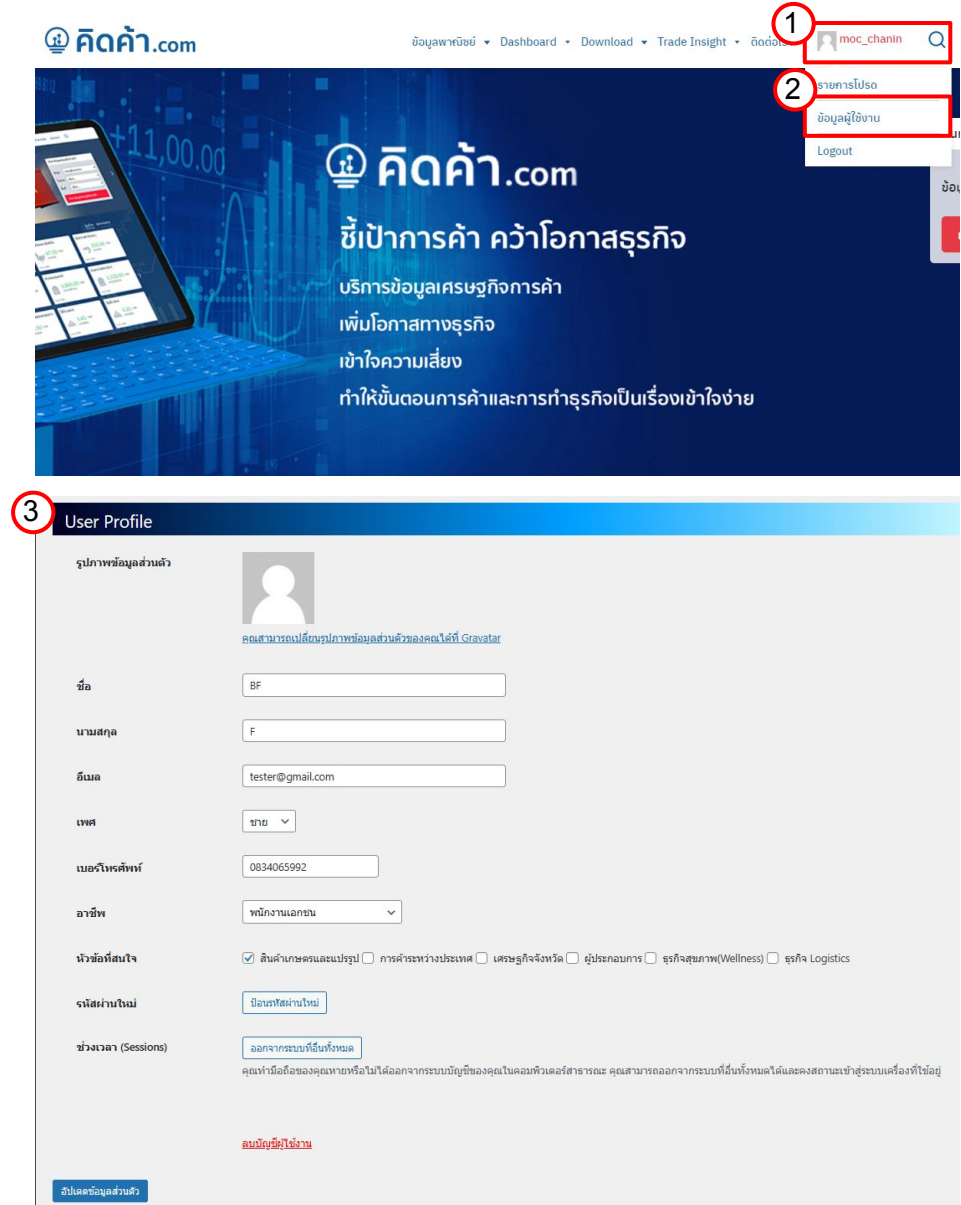 คิดค้า.com
ข้อมูลพาณิชย์ Dashboard Download Trade Insight
1
moc_chanin
รายการโปรด
2
ข้อมูลผู้ใช้งาน
Logout
+11,00.00
คิดค้า.com
ชี้เป้าการค้า คว้าโอกาสธุรกิจ
บริการข้อมูลเศรษฐกิจการค้า
เพิ่มโอกาสทางธุรกิจ
เข้าใจความเสี่ยง
ทำให้ขั้นตอนการค้าและการทำธุรกิจเป็นเรื่องเข้าใจง่าย
3
User Profile
รูปภาพข้อมูลส่วนตัว
คุณสามารถเปลี่ยนรูปภาพข้อมูลส่วนตัวของคุณได้ที่ Gravatar
ชื่อ BF
นามสกุล F
อีเมล tester@gmail.com
เพศ ชาย
เบอร์โทรศัพท์ 0834065992
อาชีพ พนักงานเอกชน
หัวข้อที่สนใจ สินค้าเกษตรและแปรรูป การค้าระหว่างประเทศ เศรษฐกิจจังหวัด ผู้ประกอบการ ธุรกิจสุขภาพ(Wellness) ธุรกิจ Logistics
รหัสผ่านใหม่ ป้อนรหัสผ่านใหม่
ช่วงเวลา (Sessions) ออกจากระบบที่อื่นทั้งหมด
คุณทำมือถือของคุณหายหรือไม่ได้ออกจากระบบบัญชีของคุณในคอมพิวเตอร์สาธารณะ คุณสามารถออกจากระบบที่อื่นทั้งหมดได้และคงสถานะเข้าสู่ระบบเครื่องที่ใช้อยู่
ลบบัญชีผู้ใช้งาน
อัปเดตข้อมูลส่วนตัว